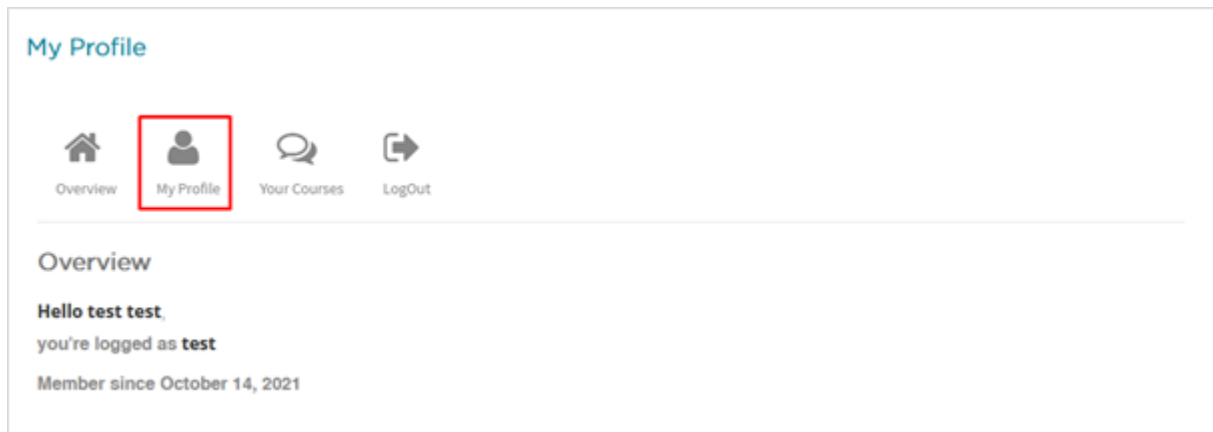 My Profile
Overview My Profile Your Courses LogOut
Overview
Hello test test,
you're logged as test
Member since October 14, 2021